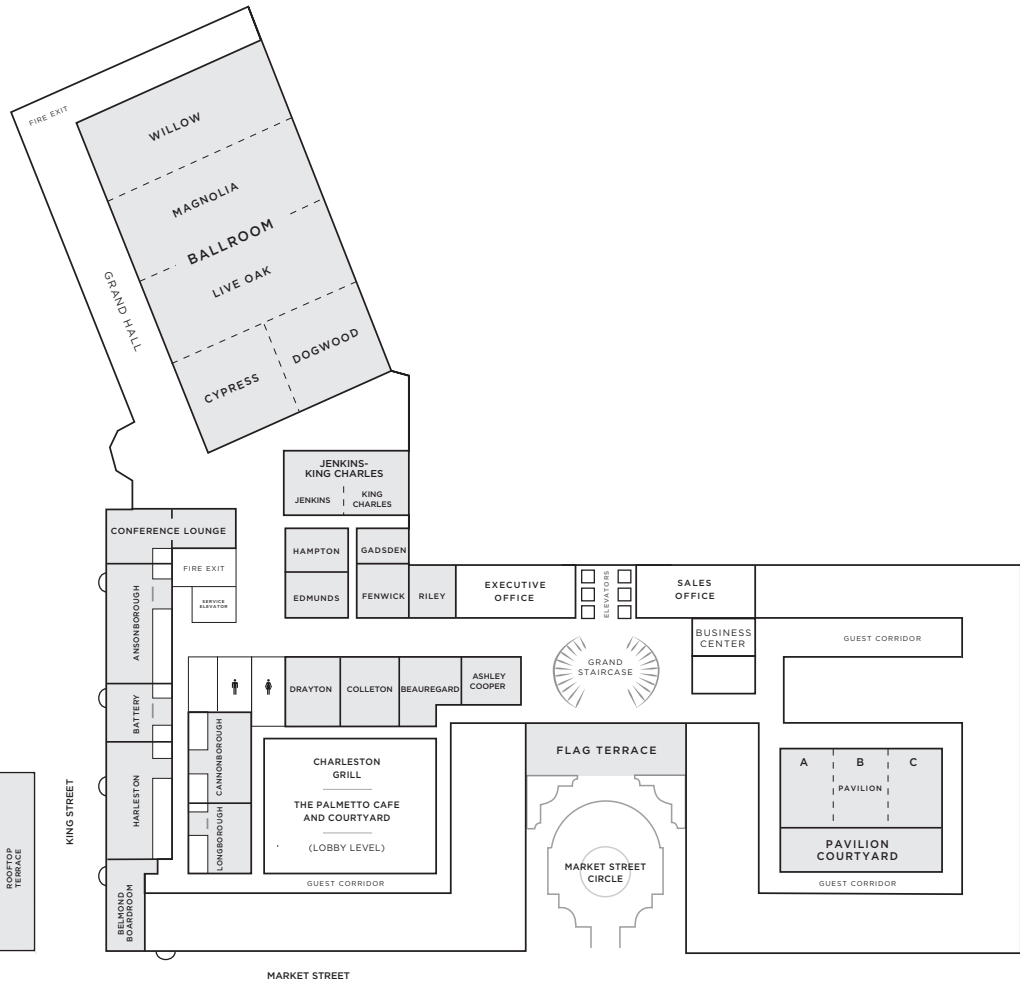 FIRE EXIT
WILLOW
MAGNOLIA
BALLROOM
LIVE OAK
GRAND HALL
DOGWOOD
CYPRESS
JENKINS-
KING CHARLES
JENKINS
KING
CHARLES
CONFERENCE LOUNGE
HAMPTON
GADSDEN
FIRE EXIT
SERVICE
ELEVATOR
EDMUNDS
FENWICK
RILEY
EXECUTIVE
OFFICE
ELEVATORS
SALES
OFFICE
ANSONBOROUGH
BUSINESS
CENTER
GUEST CORRIDOR
GRAND
STAIRCASE
DRAYTON
COLLETON
BEAUREGARD
ASHLEY
COOPER
BATTERY
CANNONBOROUGH
FLAG TERRACE
CHARLESTON
GRILL
THE PALMETTO CAFE
AND COURTYARD
(LOBBY LEVEL)
A
B
C
PAVILION
HARLESTON
KING STREET
LONGBOROUGH
PAVILION
COURTYARD
ROOFTOP
TERRACE
MARKET STREET
CIRCLE
GUEST CORRIDOR
GUEST CORRIDOR
BELMOND
BOARDROOM
MARKET STREET